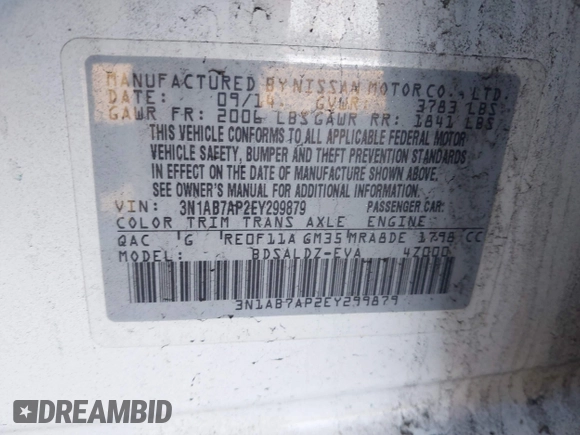 MANUFACTURED BY NISSAN MOTOR CO., LTD.
DATE: 09/14 GVWR: 3783 LBS
GAWR FR: 2006 LBS GAWR RR: 1841 LBS
THIS VEHICLE CONFORMS TO ALL APPLICABLE FEDERAL MOTOR
VEHICLE SAFETY, BUMPER AND THEFT PREVENTION STANDARDS
IN EFFECT ON THE DATE OF MANUFACTURE SHOWN ABOVE.
SEE OWNER'S MANUAL FOR ADDITIONAL INFORMATION.
VIN: 3N1AB7AP2EY299879 PASSENGER CAR
COLOR TRIM TRANS AXLE ENGINE
QAC G RE0F11A GM35 MRA8DE 1798 CC
MODEL: BDSALDZ-EVA 4Z000
3N1AB7AP2EY299879
DREAMBID